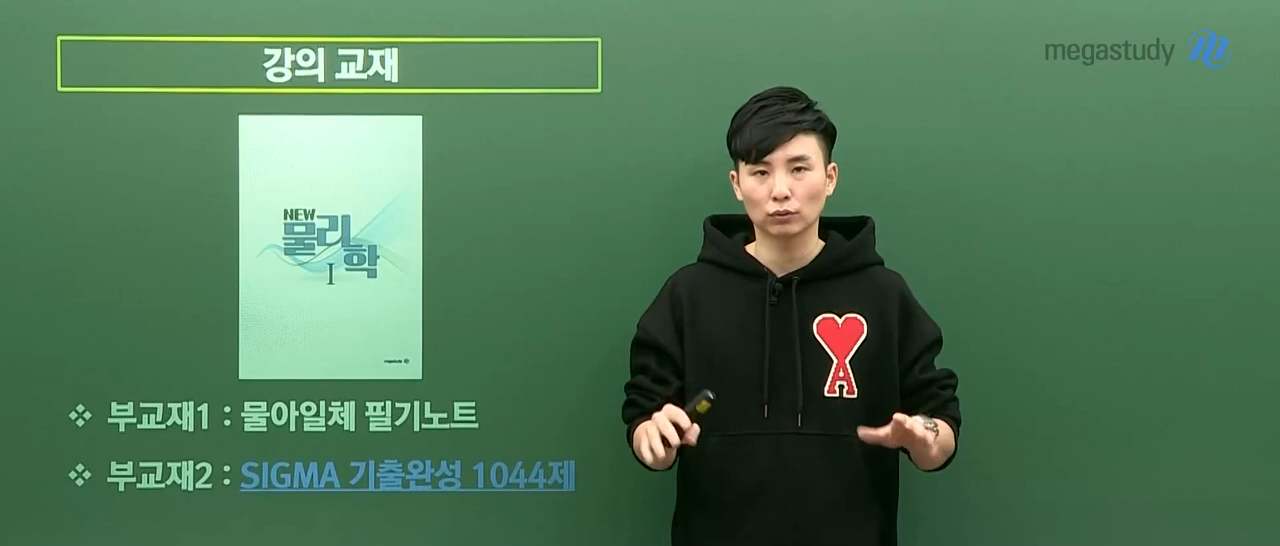 강의 교재
megastudy
NEW
물리
학
I
megastudy
부교재1 : 물아일체 필기노트
부교재2 : SIGMA 기출완성 1044제
A